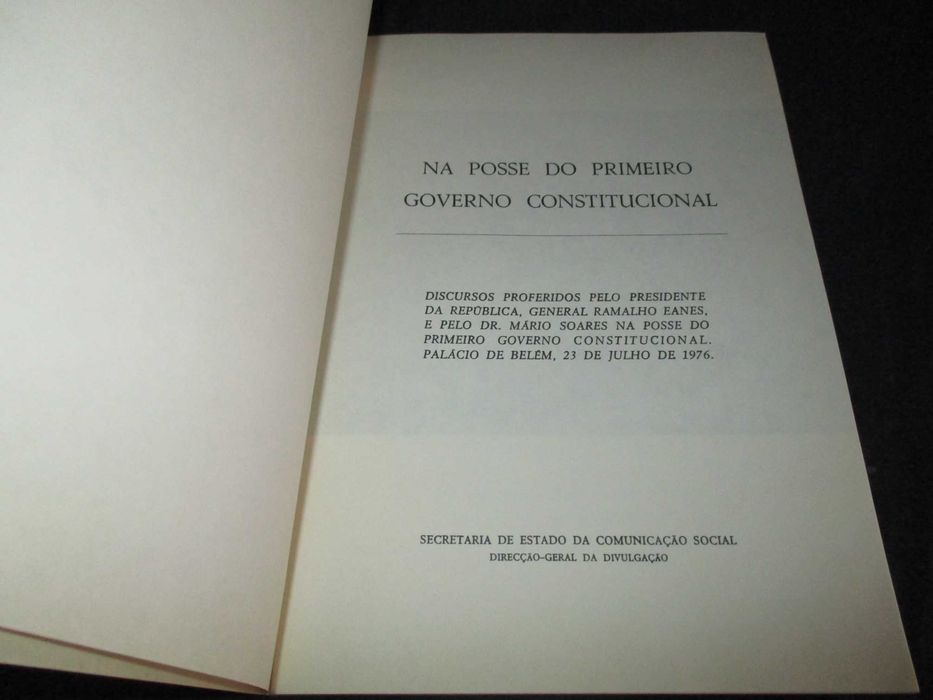 NA POSSE DO PRIMEIRO
GOVERNO CONSTITUCIONAL
DISCURSOS PROFERIDOS PELO PRESIDENTE
DA REPÚBLICA, GENERAL RAMALHO EANES,
E PELO DR. MÁRIO SOARES NA POSSE DO
PRIMEIRO GOVERNO CONSTITUCIONAL.
PALÁCIO DE BELÉM, 23 DE JULHO DE 1976.
SECRETARIA DE ESTADO DA COMUNICAÇÃO SOCIAL
DIRECÇÃO-GERAL DA DIVULGAÇÃO